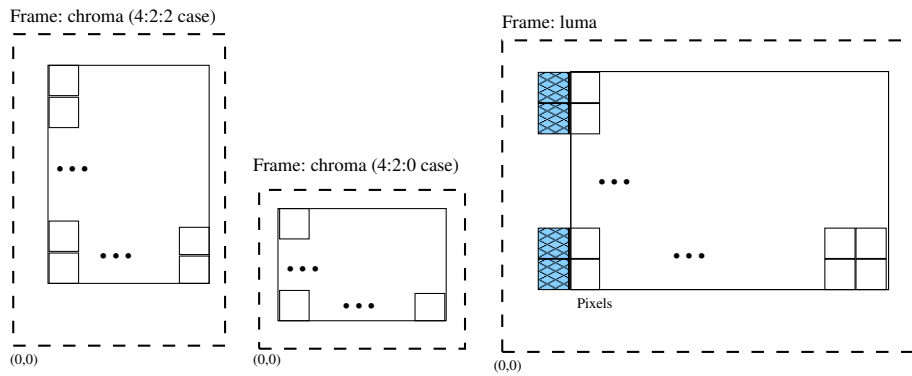 Frame: chroma (4:2:2 case)
Frame: luma
Frame: chroma (4:2:0 case)
Pixels
(0,0)
(0,0)
(0,0)